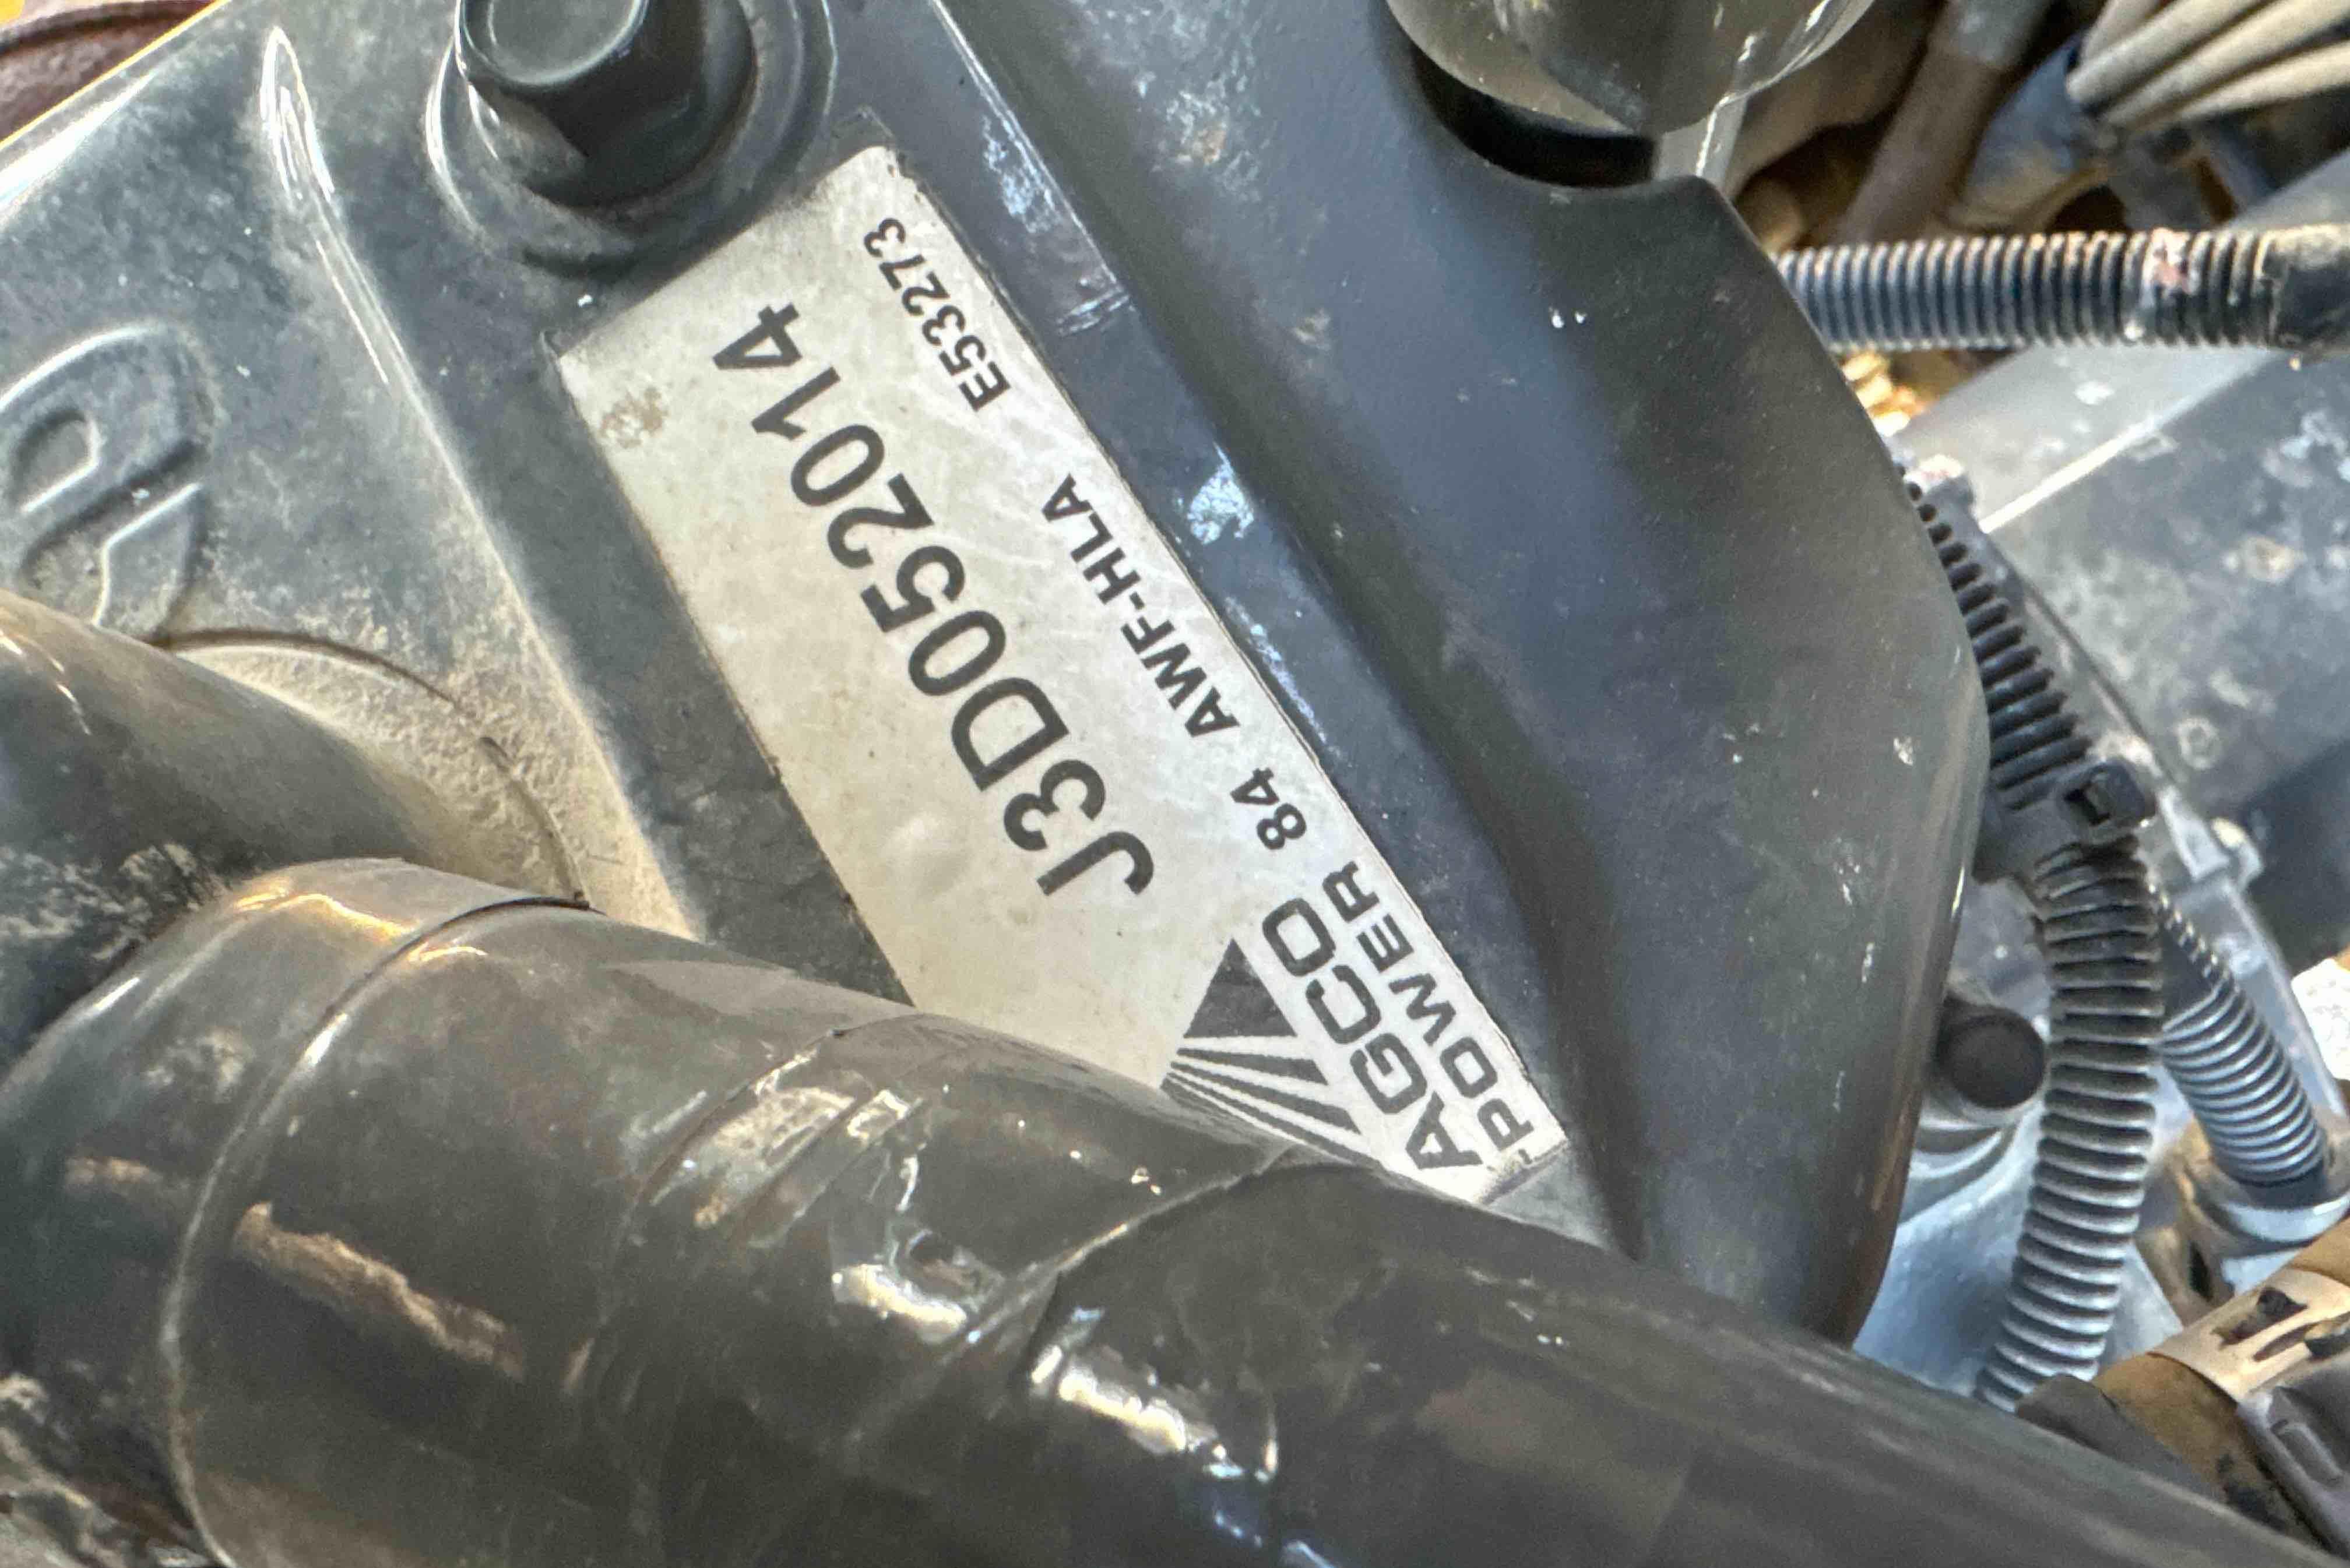 J3D052014
AGCO
POWER 84 AWF-HLA E53273